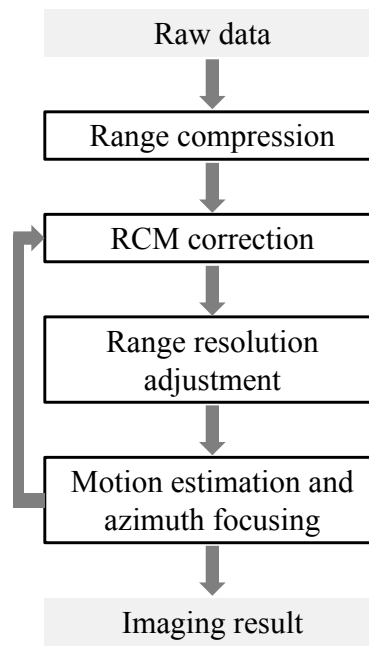 Raw data
Range compression
RCM correction
Range resolution
adjustment
Motion estimation and
azimuth focusing
Imaging result